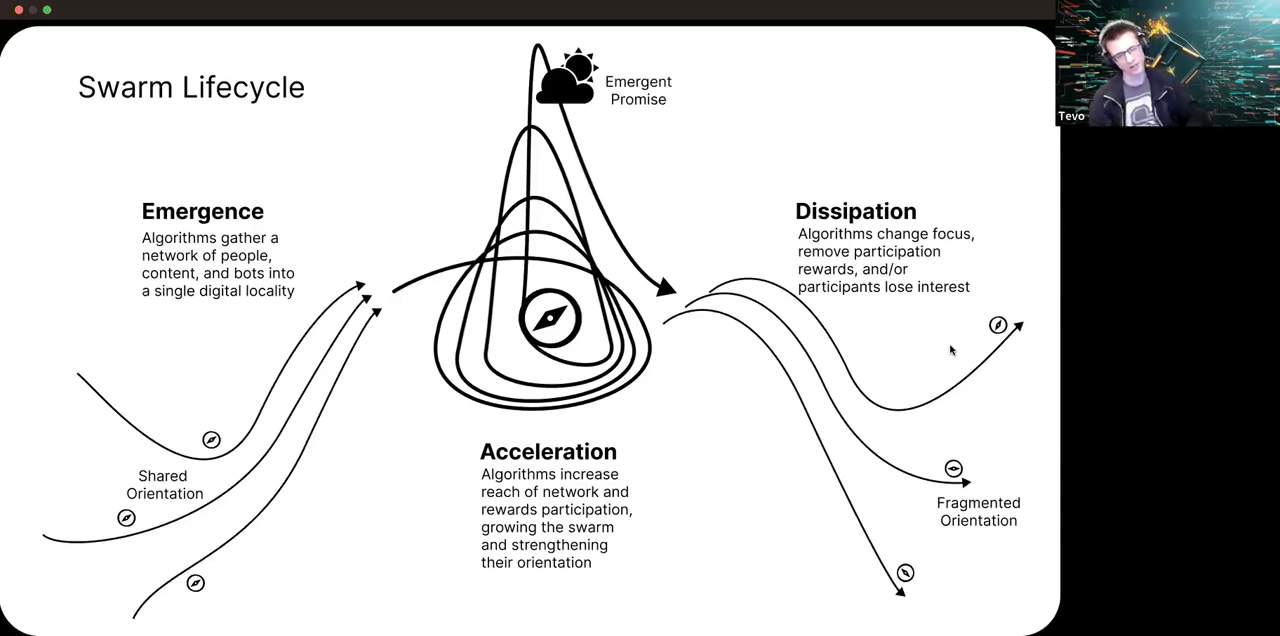 Swarm Lifecycle
Emergent
Promise
Tevo
Emergence
Algorithms gather a
network of people,
content, and bots into
a single digital locality
Dissipation
Algorithms change focus,
remove participation
rewards, and/or
participants lose interest
Shared
Orientation
Acceleration
Algorithms increase
reach of network and
rewards participation,
growing the swarm
and strengthening
their orientation
Fragmented
Orientation